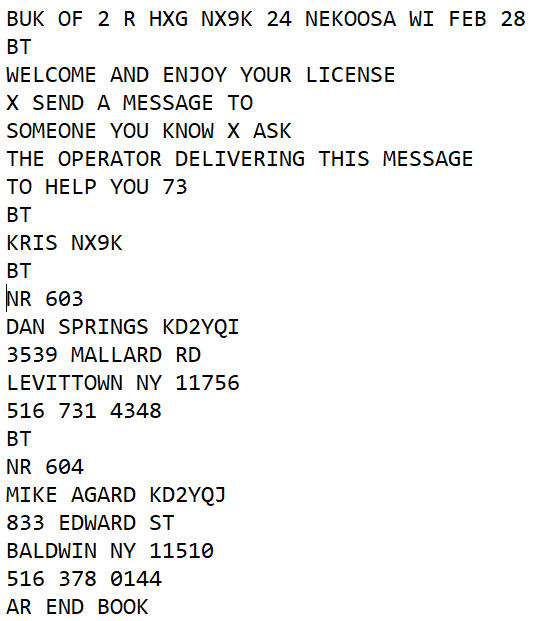 BUK OF 2 R HXG NX9K 24 NEKOOSA WI FEB 28
BT
WELCOME AND ENJOY YOUR LICENSE
X SEND A MESSAGE TO
SOMEONE YOU KNOW X ASK
THE OPERATOR DELIVERING THIS MESSAGE
TO HELP YOU 73
BT
KRIS NX9K
BT
NR 603
DAN SPRINGS KD2YQI
3539 MALLARD RD
LEVITTOWN NY 11756
516 731 4348
BT
NR 604
MIKE AGARD KD2YQJ
833 EDWARD ST
BALDWIN NY 11510
516 378 0144
AR END BOOK